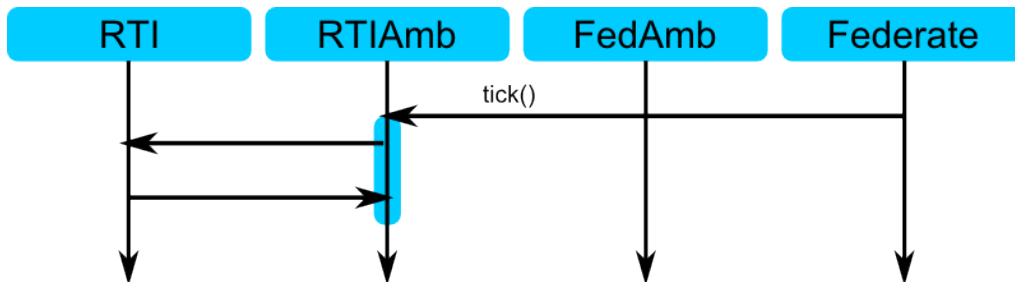 RTI
RTIAmb
FedAmb
Federate
tick()